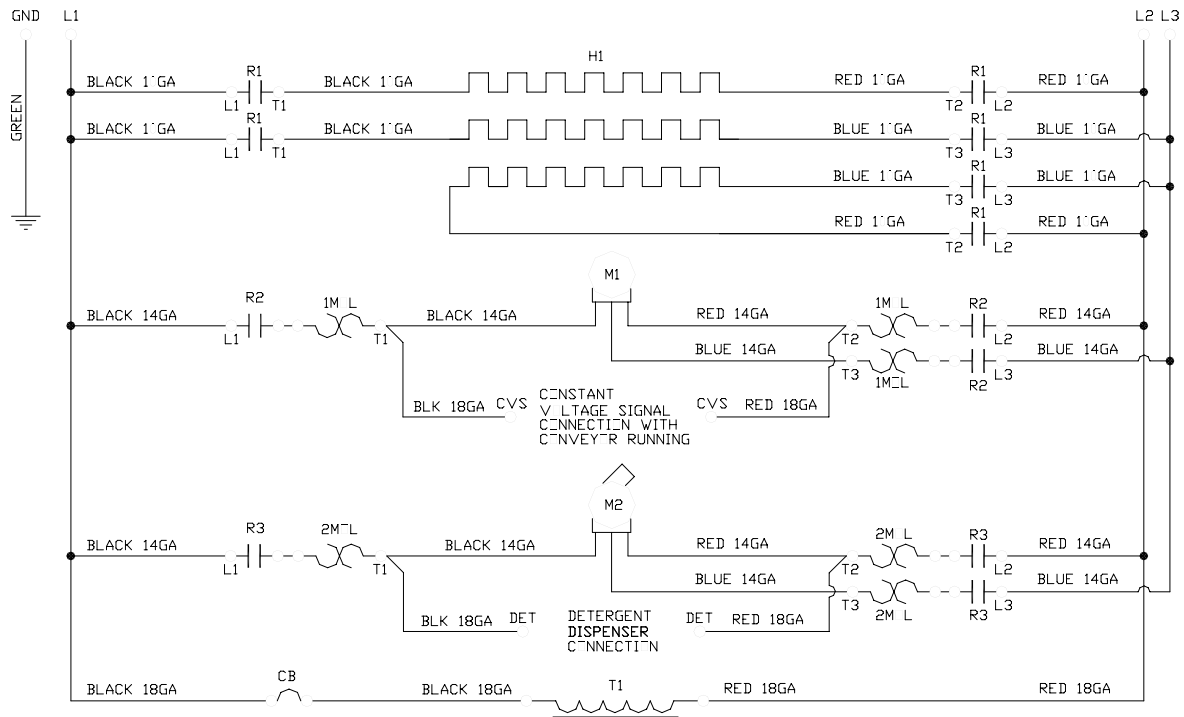 GND L1 L2 L3
H1
BLACK 1 GA R1 BLACK 1 GA RED 1 GA R1 RED 1 GA
L1 T1 T2 L2
BLACK 1 GA R1 BLACK 1 GA BLUE 1 GA R1 BLUE 1 GA
L1 T1 T3 L3
GREEN
BLUE 1 GA R1 BLUE 1 GA
T3 L3
RED 1 GA R1 RED 1 GA
T2 L2
M1
BLACK 14GA R2 1M L BLACK 14GA RED 14GA 1M L R2 RED 14GA
L1 T1 T2 L2
BLUE 14GA BLUE 14GA
T3 1M L R2 L3
BLK 18GA CVS CVS RED 18GA
C NSTANT
V LTAGE SIGNAL
C NNECTI N WITH
C NVEY R RUNNING
M2
BLACK 14GA R3 2M L BLACK 14GA RED 14GA 2M L R3 RED 14GA
L1 T1 T2 L2
BLUE 14GA BLUE 14GA
T3 2M L R3 L3
BLK 18GA DET DET RED 18GA
DETERGENT
DISPENSER
C NNECTI N
BLACK 18GA CB BLACK 18GA T1 RED 18GA RED 18GA